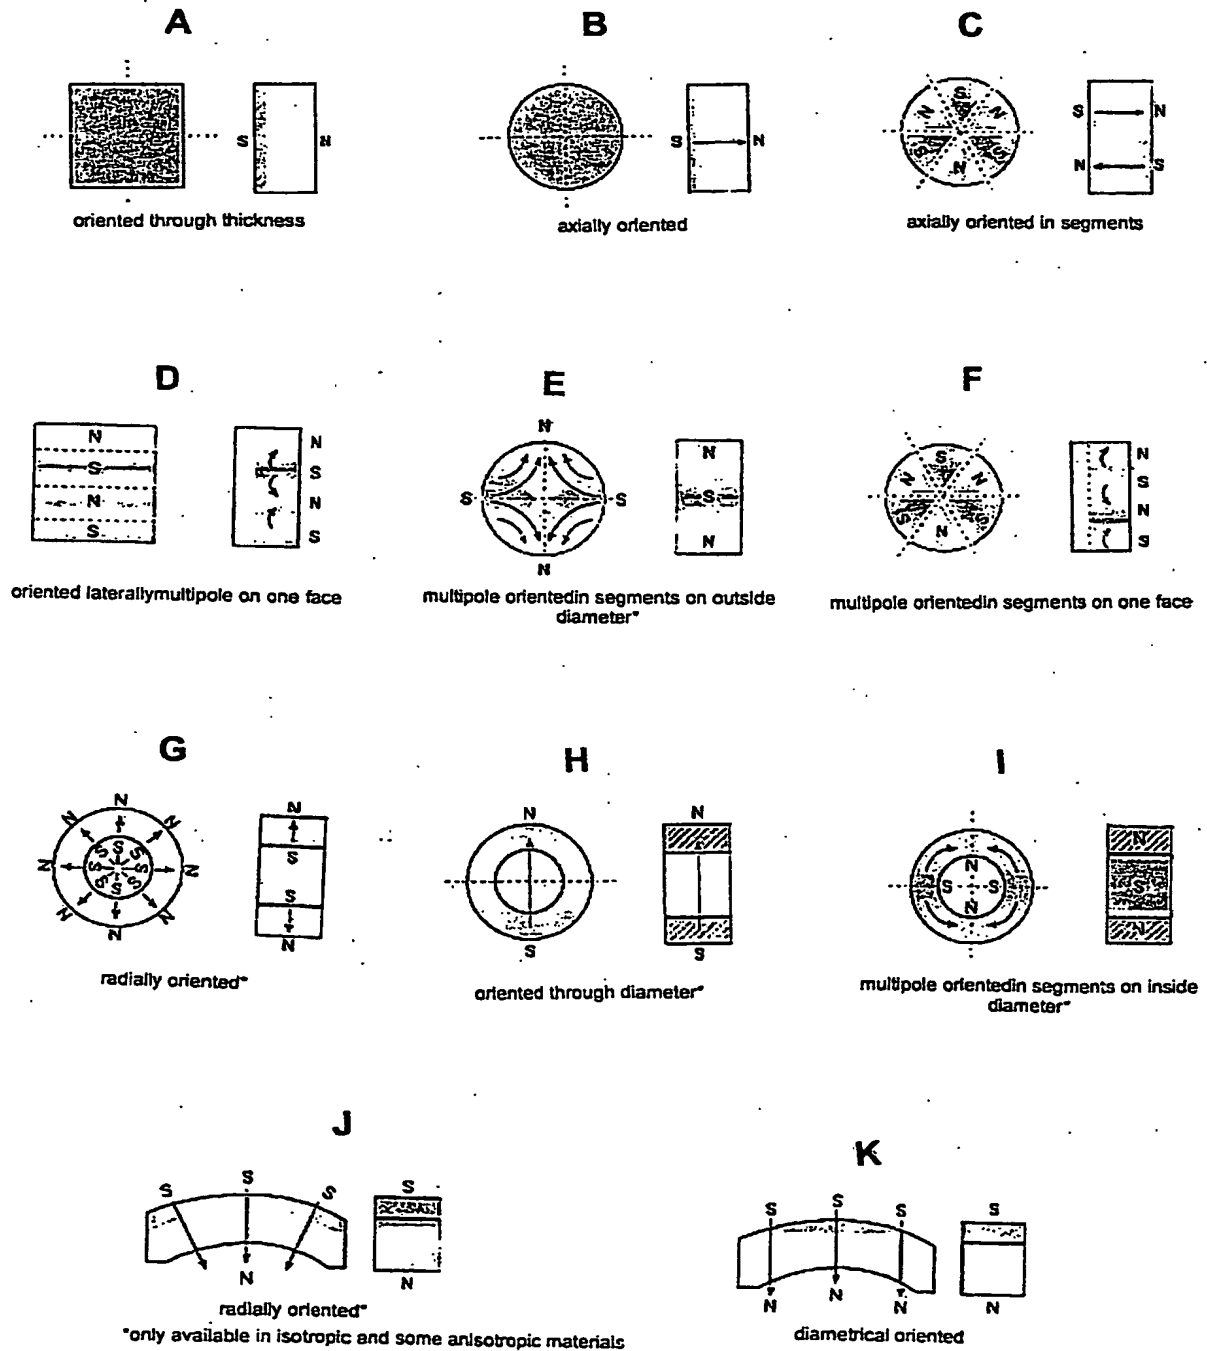 A B C
S N
S N
S N S N S N
S N
N S
oriented through thickness
axially oriented
axially oriented in segments
D E F
N S N S
N S N S
N
S S
N
N S N
S N S N S N
N S N S
oriented laterallymultipole on one face
multipole orientedin segments on outside
diameter*
multipole orientedin segments on one face
G H I
N N N N N N N N
S S S S S S S S
N
S
S
N
N
S
N
S
N
S S
N
N
S
N
radially oriented*
oriented through diameter*
multipole orientedin segments on inside
diameter*
J K
S S S
N
S
N
S S S
N N N
S
N
radially oriented*
*only available in isotropic and some anisotropic materials
diametrical oriented